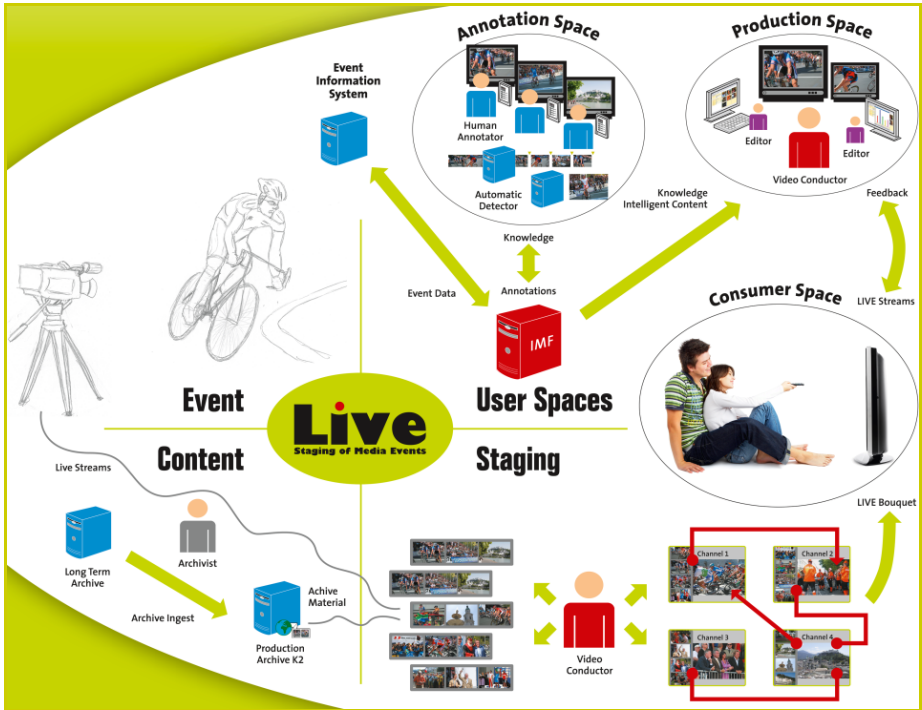 Annotation Space
Production Space
Event
Information
System
Human
Annotator
Automatic
Detector
Editor
Editor
Video Conductor
Knowledge
Intelligent Content
Feedback
Knowledge
Annotations
Event Data
IMF
LIVE Streams
Consumer Space
Event
User Spaces
Live
Staging of Media Events
Content
Staging
Live Streams
LIVE Bouquet
Archivist
Long Term
Archive
Archive Ingest
Achive
Material
Production
Archive K2
Video
Conductor
Channel 1
Channel 2
Channel 3
Channel 4